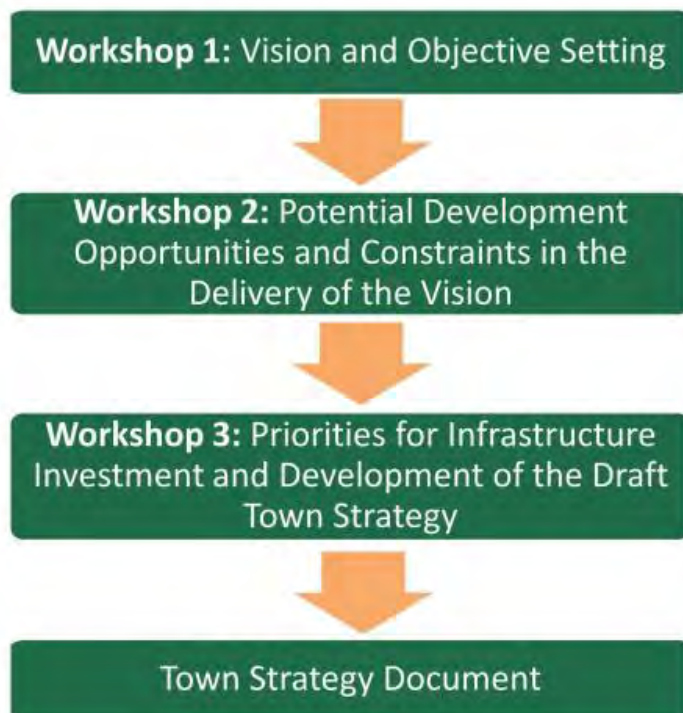 Workshop 1: Vision and Objective Setting
Workshop 2: Potential Development
Opportunities and Constraints in the
Delivery of the Vision
Workshop 3: Priorities for Infrastructure
Investment and Development of the Draft
Town Strategy
Town Strategy Document